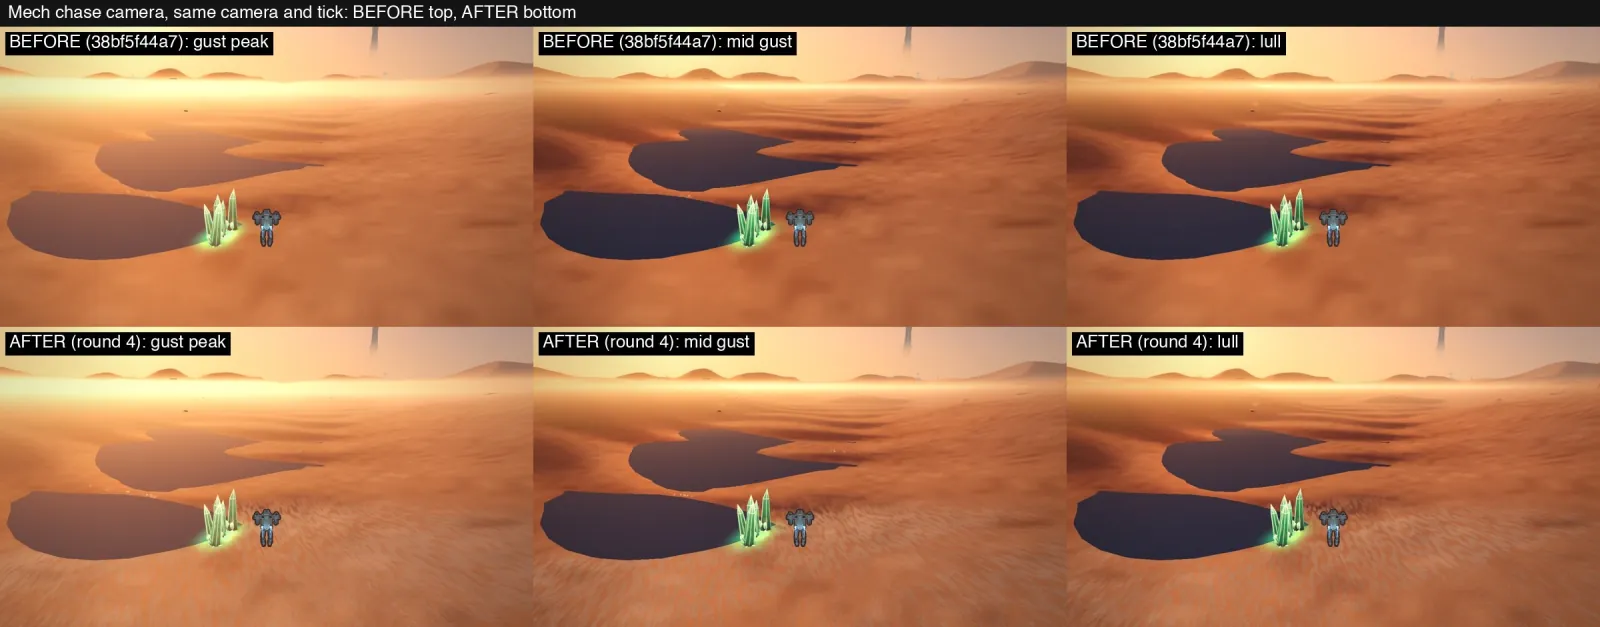 Mech chase camera, same camera and tick: BEFORE top, AFTER bottom
BEFORE (38bf5f44a7): gust peak
BEFORE (38bf5f44a7): mid gust
BEFORE (38bf5f44a7): lull
AFTER (round 4): gust peak
AFTER (round 4): mid gust
AFTER (round 4): lull